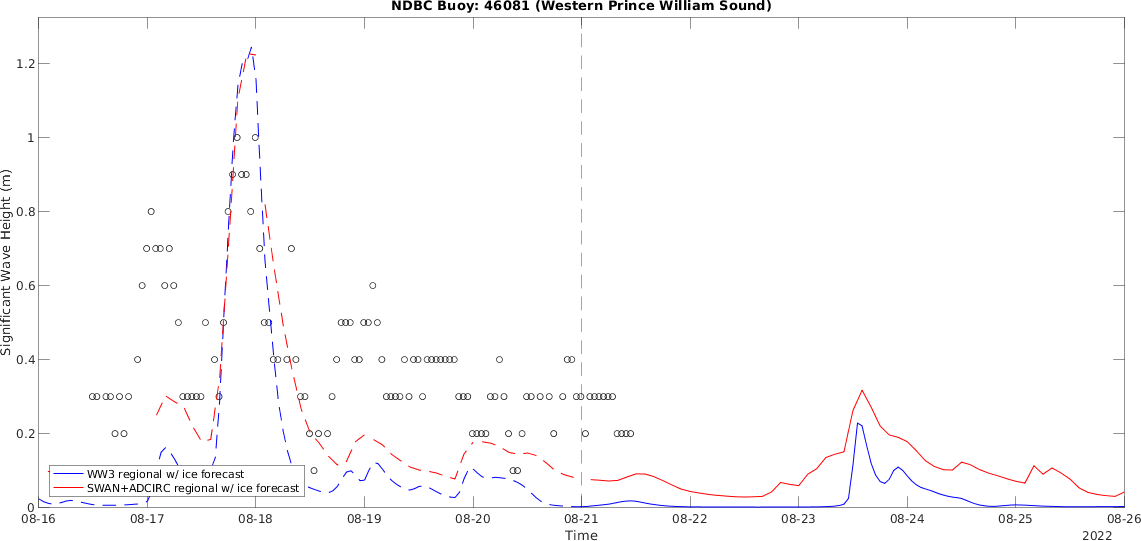 NDBC Buoy: 46081 (Western Prince William Sound)
Significant Wave Height (m)
1.2
1
0.8
0.6
0.4
0.2
0
WW3 regional w/ ice forecast
SWAN+ADCIRC regional w/ ice forecast
08-16 08-17 08-18 08-19 08-20 08-21 08-22 08-23 08-24 08-25 08-26
Time
2022